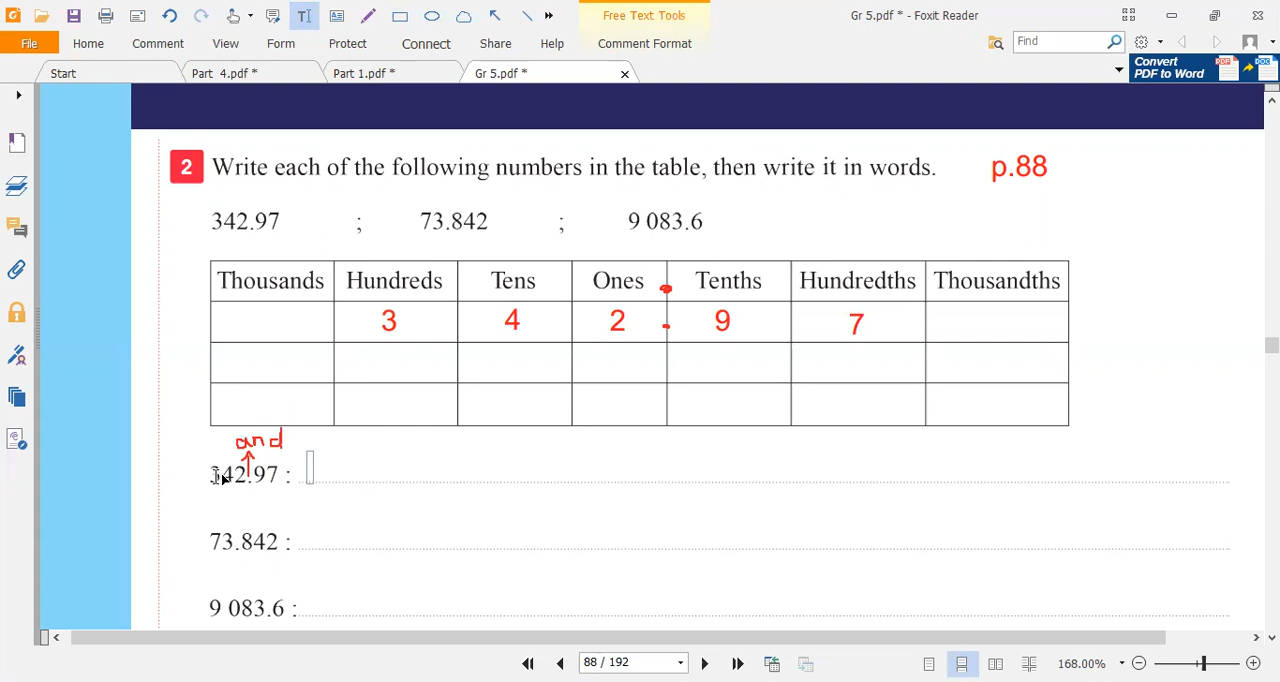 Free Text Tools
Gr 5.pdf * - Foxit Reader
File Home Comment View Form Protect Connect Share Help Comment Format
Find
Start
Part 4.pdf *
Part 1.pdf *
Gr 5.pdf *
Convert
PDF to Word
2 Write each of the following numbers in the table, then write it in words. p.88
342.97 ; 73.842 ; 9 083.6
Thousands Hundreds Tens Ones . Tenths Hundredths Thousandths
3 4 2 . 9 7
and
342.97 :
73.842 :
9 083.6 :
88 / 192
168.00%